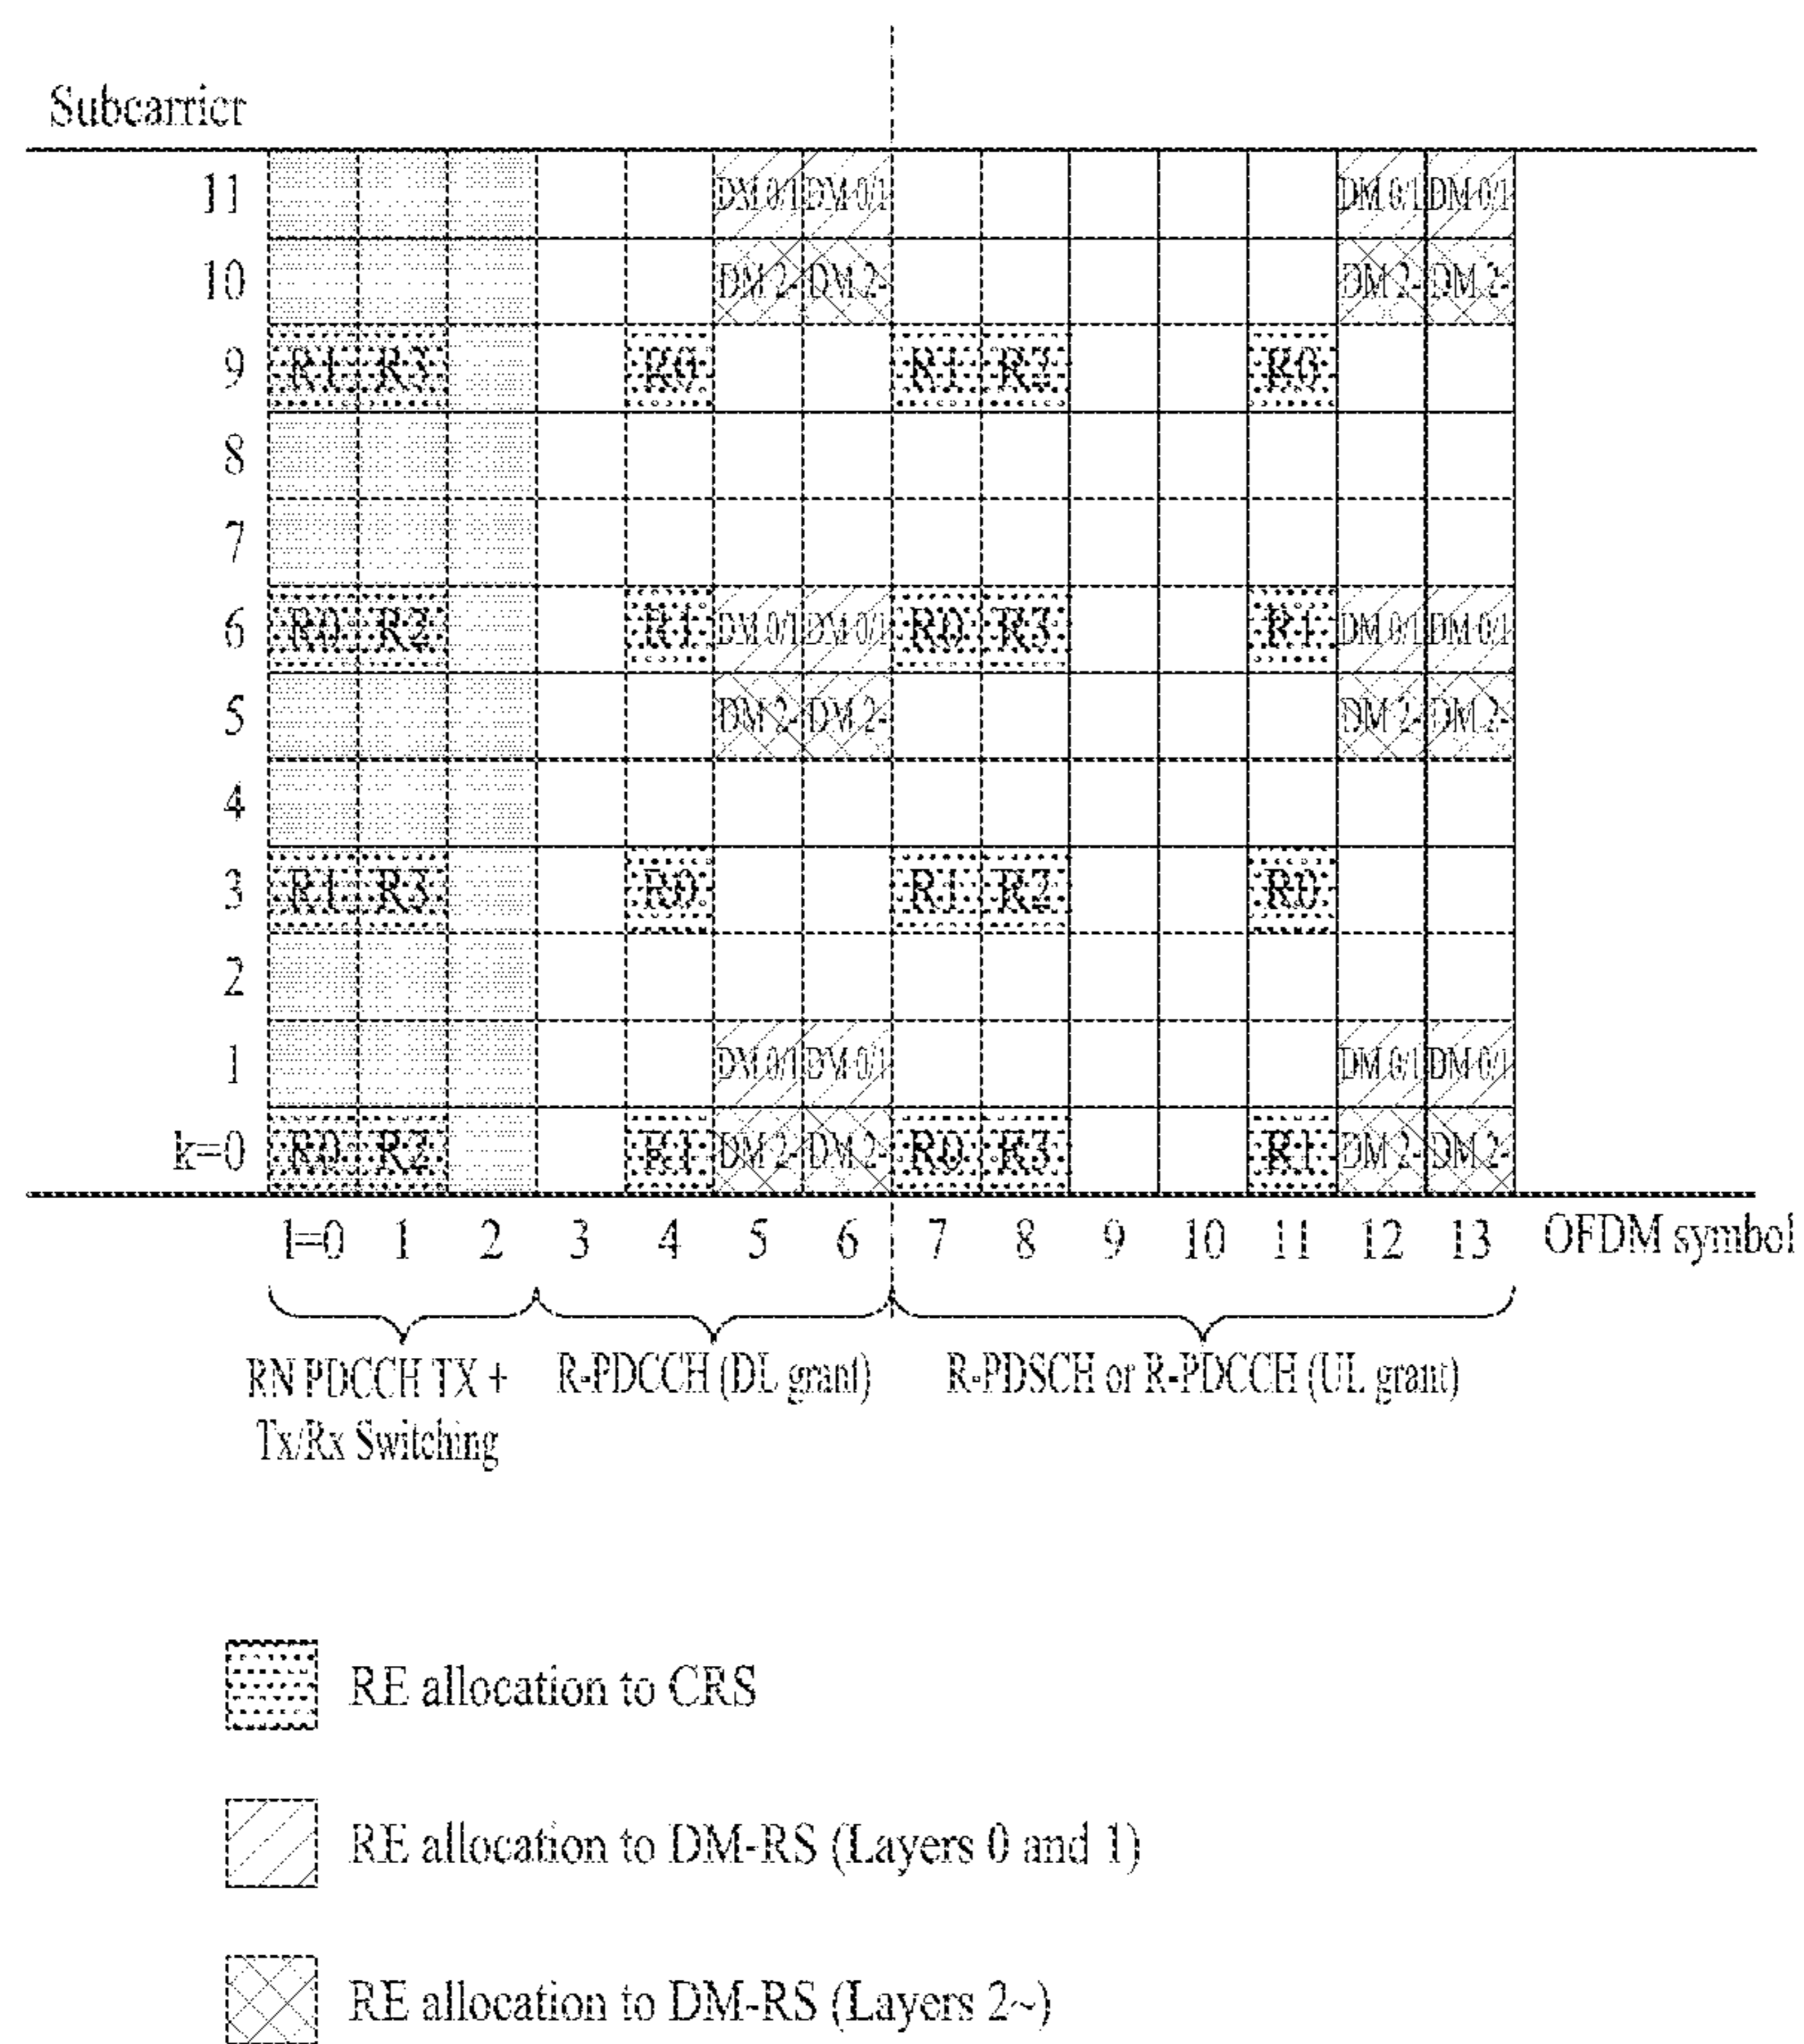 Subcarrier
11 DM 0/1 DM 0/1 DM 0/1 DM 0/1
10 DM 2- DM 2- DM 2- DM 2-
9 R1 R3 R0 R1 R2 R0
8
7
6 R0 R2 R1 DM 0/1 DM 0/1 R0 R3 R1 DM 0/1 DM 0/1
5 DM 2- DM 2- DM 2- DM 2-
4
3 R1 R3 R0 R1 R2 R0
2
1 DM 0/1 DM 0/1 DM 0/1 DM 0/1
k=0 R0 R2 R1 DM 2- DM 2- R0 R3 R1 DM 2- DM 2-
l=0 1 2 3 4 5 6 7 8 9 10 11 12 13 OFDM symbol
RN PDCCH TX + R-PDCCH (DL grant) R-PDSCH or R-PDCCH (UL grant)
Tx/Rx Switching
RE allocation to CRS
RE allocation to DM-RS (Layers 0 and 1)
RE allocation to DM-RS (Layers 2~)